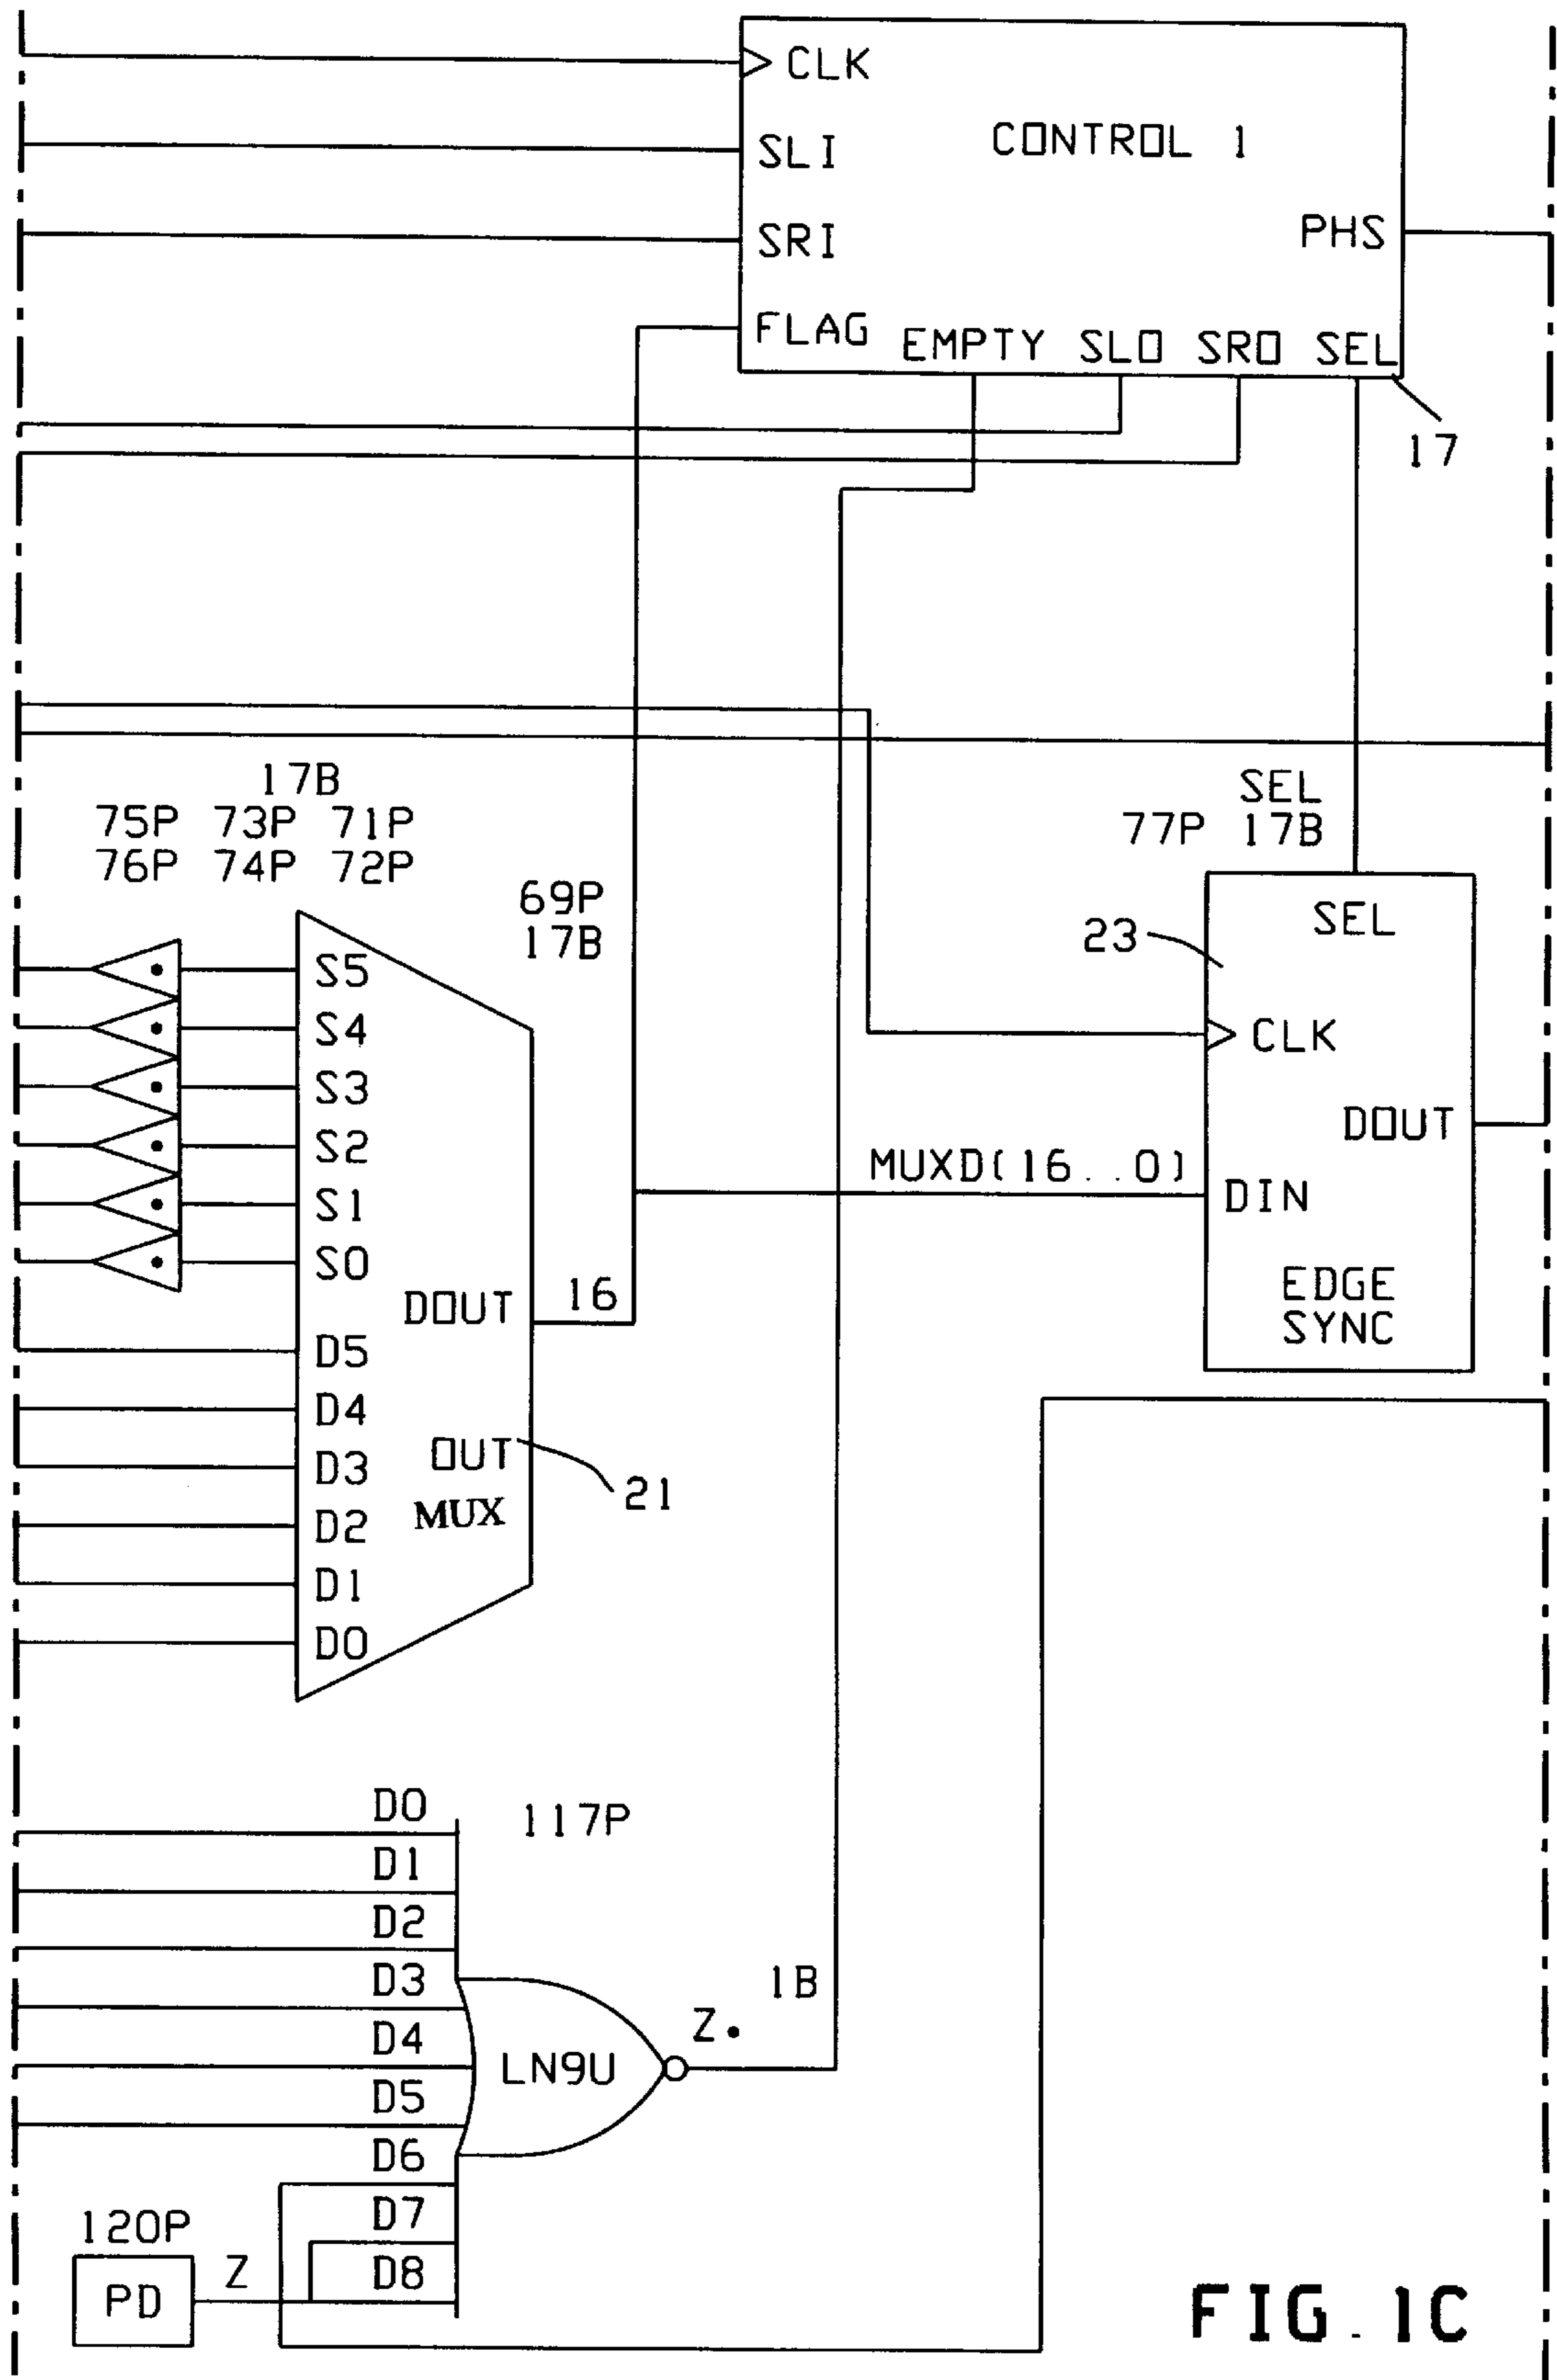 CLK
CONTROL 1
SLI
SRI
PHS
FLAG
EMPTY SLO SRO SEL
17
17B
75P 73P 71P
76P 74P 72P
SEL
77P 17B
69P
17B
SEL
23
S5
S4
CLK
S3
DOUT
S2
MUXD(16..0)
S1
DIN
S0
DOUT
16
EDGE
SYNC
D5
D4
OUT
D3
21
MUX
D2
D1
D0
D0
117P
D1
D2
D3
1B
Z
D4
LN9U
D5
D6
D7
120P
Z
D8
PD
FIG. 1C